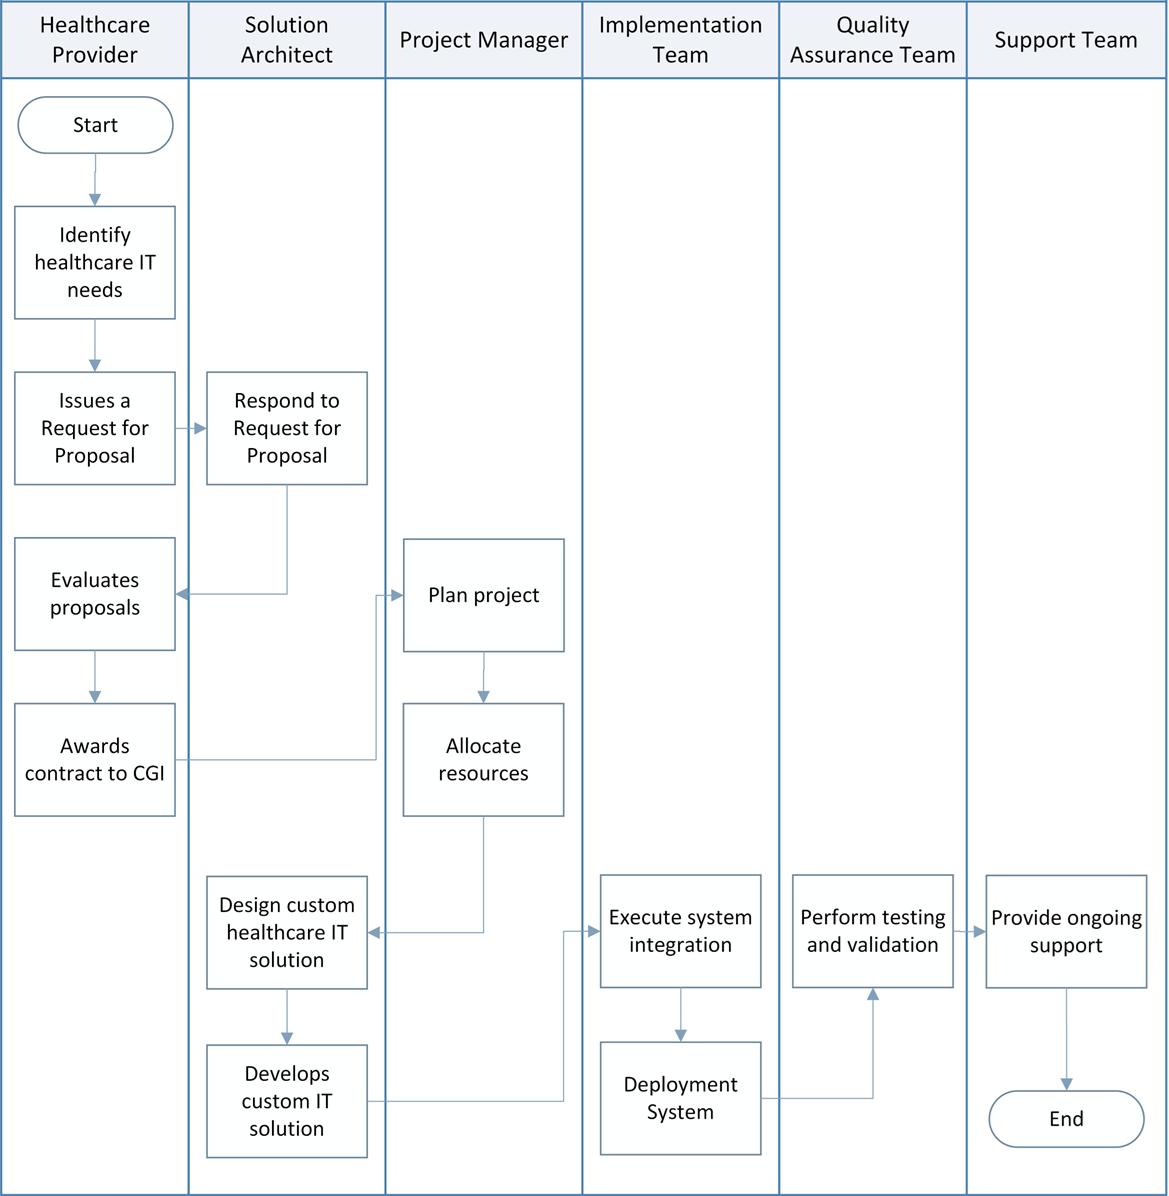 Healthcare
Provider
Solution
Architect
Project Manager
Implementation
Team
Quality
Assurance Team
Support Team
Start
Identify
healthcare IT
needs
Issues a
Request for
Proposal
Respond to
Request for
Proposal
Evaluates
proposals
Awards
contract to CGI
Plan project
Allocate
resources
Design custom
healthcare IT
solution
Develops
custom IT
solution
Execute system
integration
Deployment
System
Perform testing
and validation
Provide ongoing
support
End